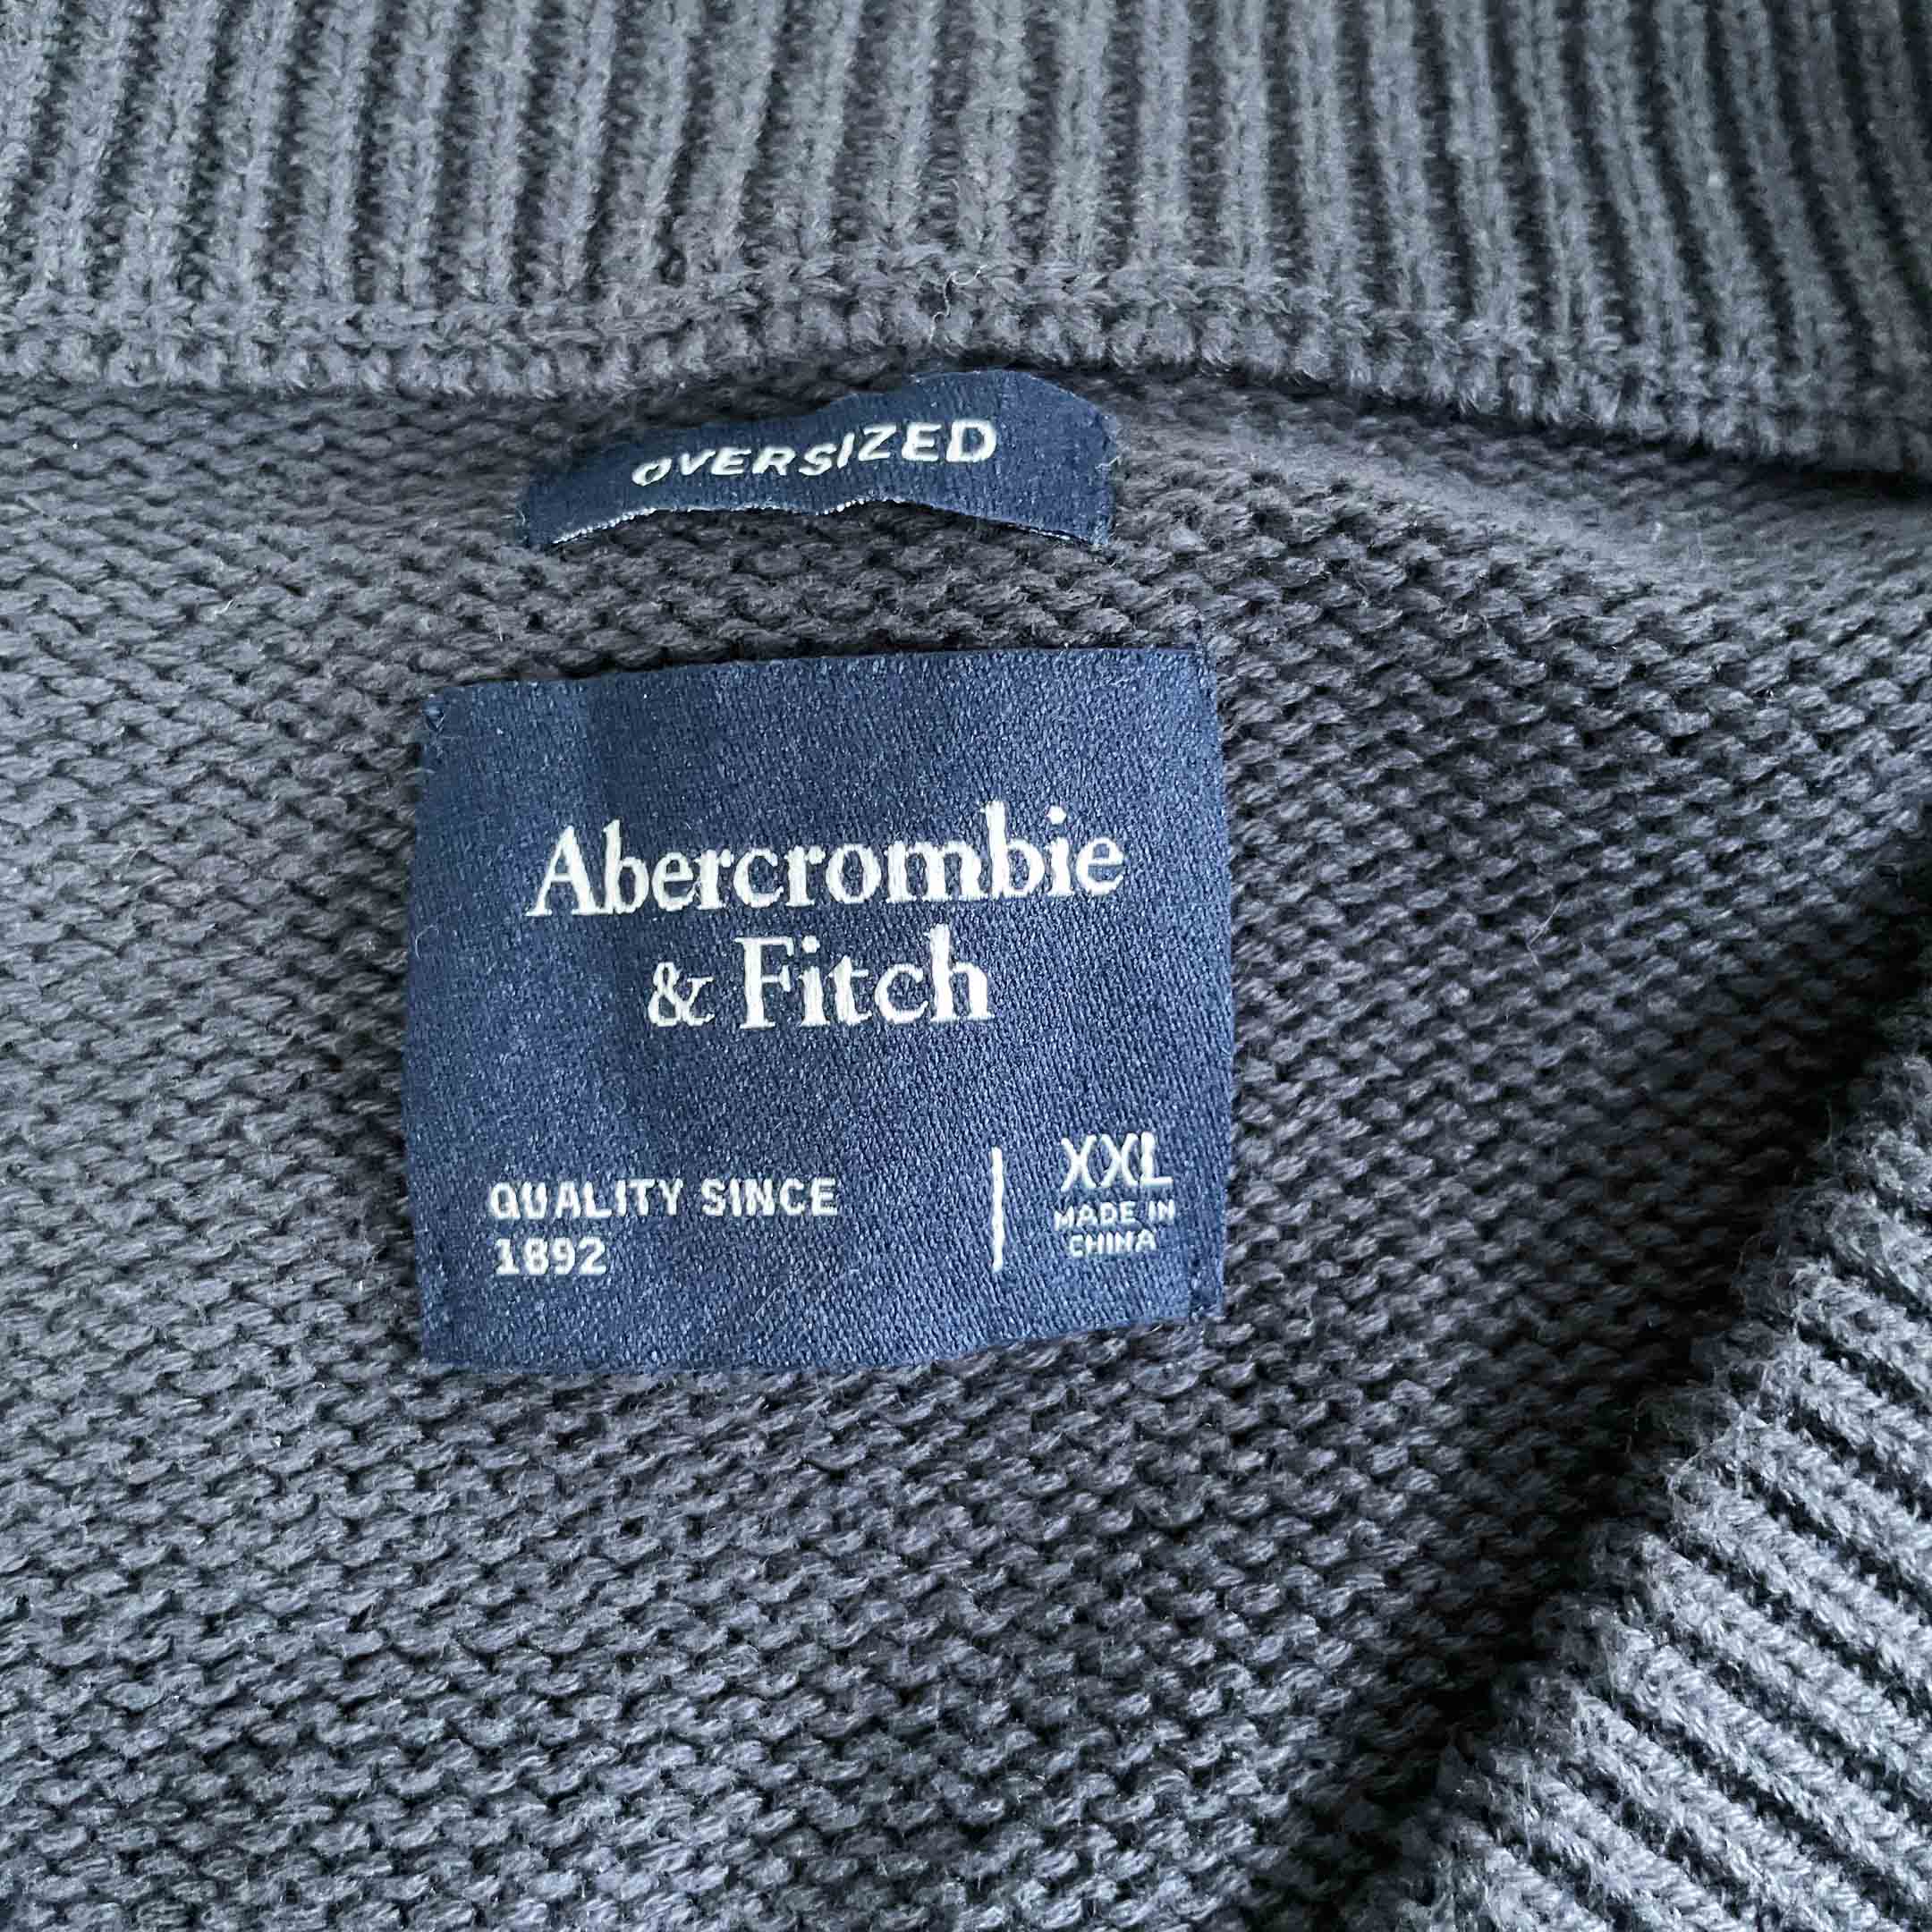 OVERSIZED
Abercrombie
& Fitch
QUALITY SINCE
1892
XXL
MADE IN
CHINA